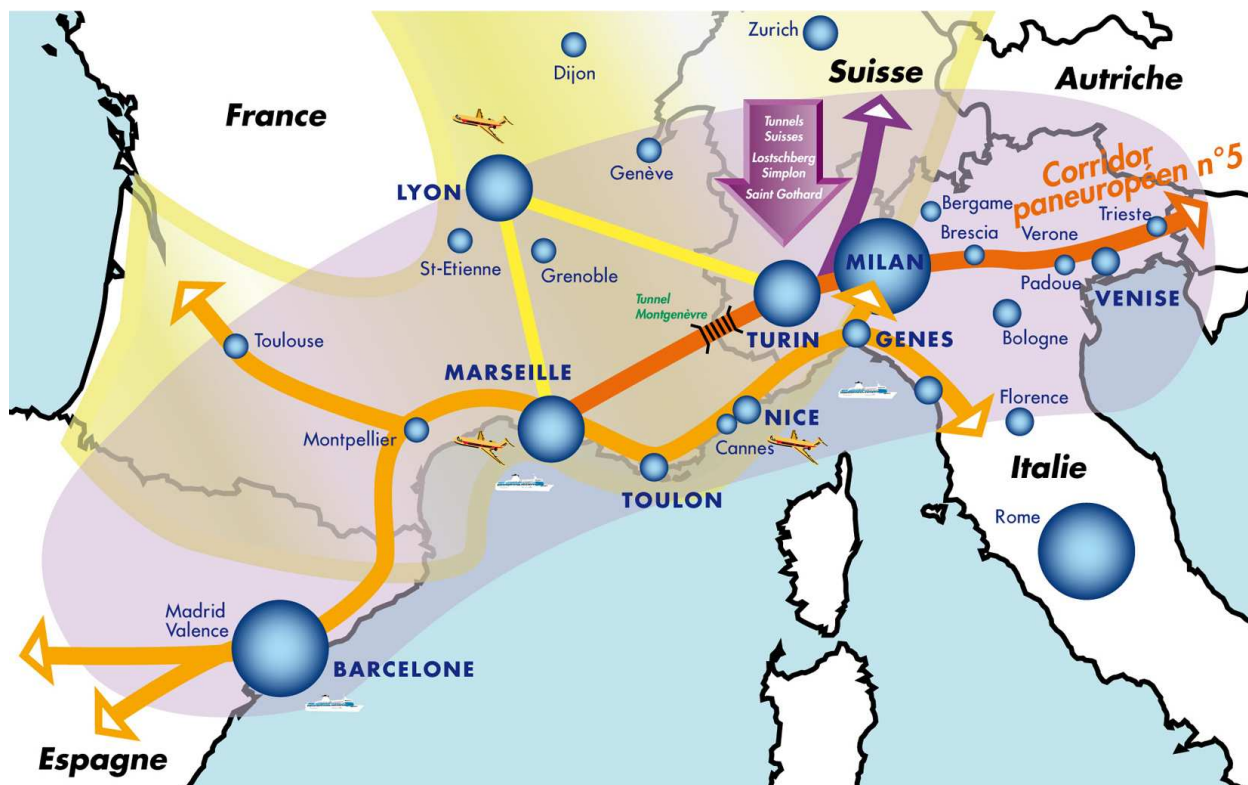 Zurich
Dijon
Suisse
Autriche
France
Tunnels
Suisses
Lostschberg
Simplon
Saint Gothard
Genève
LYON
Corridor
paneuropéen n°5
Bergame
Brescia
Verone
Trieste
St-Etienne
Grenoble
MILAN
Padoue
VENISE
Tunnel
Montgenèvre
TURIN
GENES
Bologne
Toulouse
MARSEILLE
Florence
Montpellier
NICE
Cannes
Italie
TOULON
Rome
Madrid
Valence
BARCELONE
Espagne